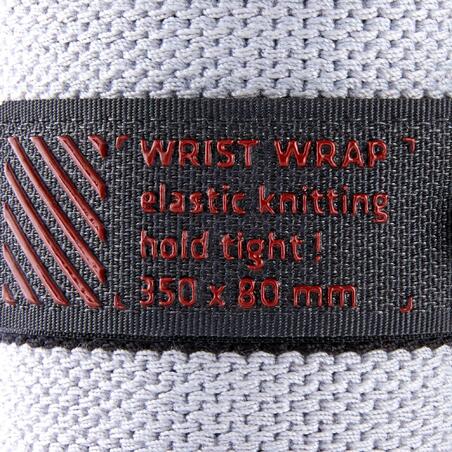 WRIST WRAP
elastic knitting
hold tight!
350 x 80 mm